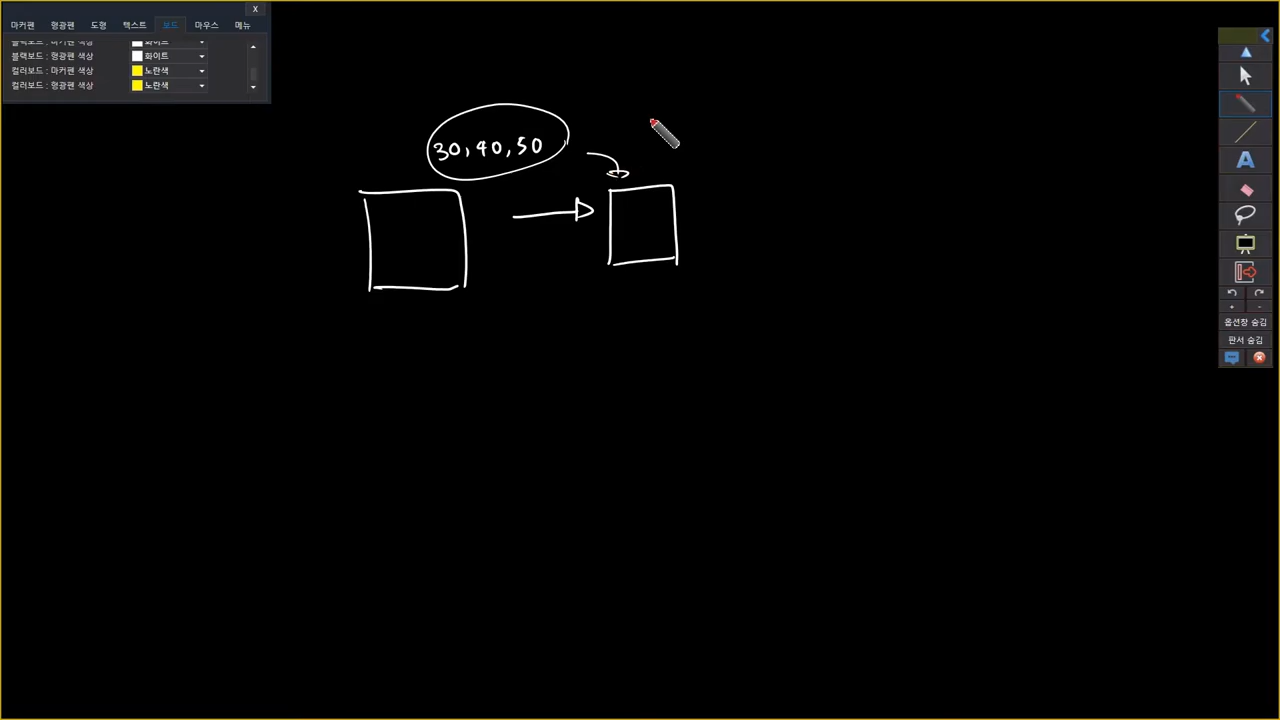 X
마커펜 형광펜 도형 텍스트 보드 마우스 메뉴
화이트
블랙보드 : 형광펜 색상 화이트
컬러보드 : 마커펜 색상 노란색
컬러보드 : 형광펜 색상 노란색
30, 40, 50
A
+ -
옵션창 숨김
판서 숨김